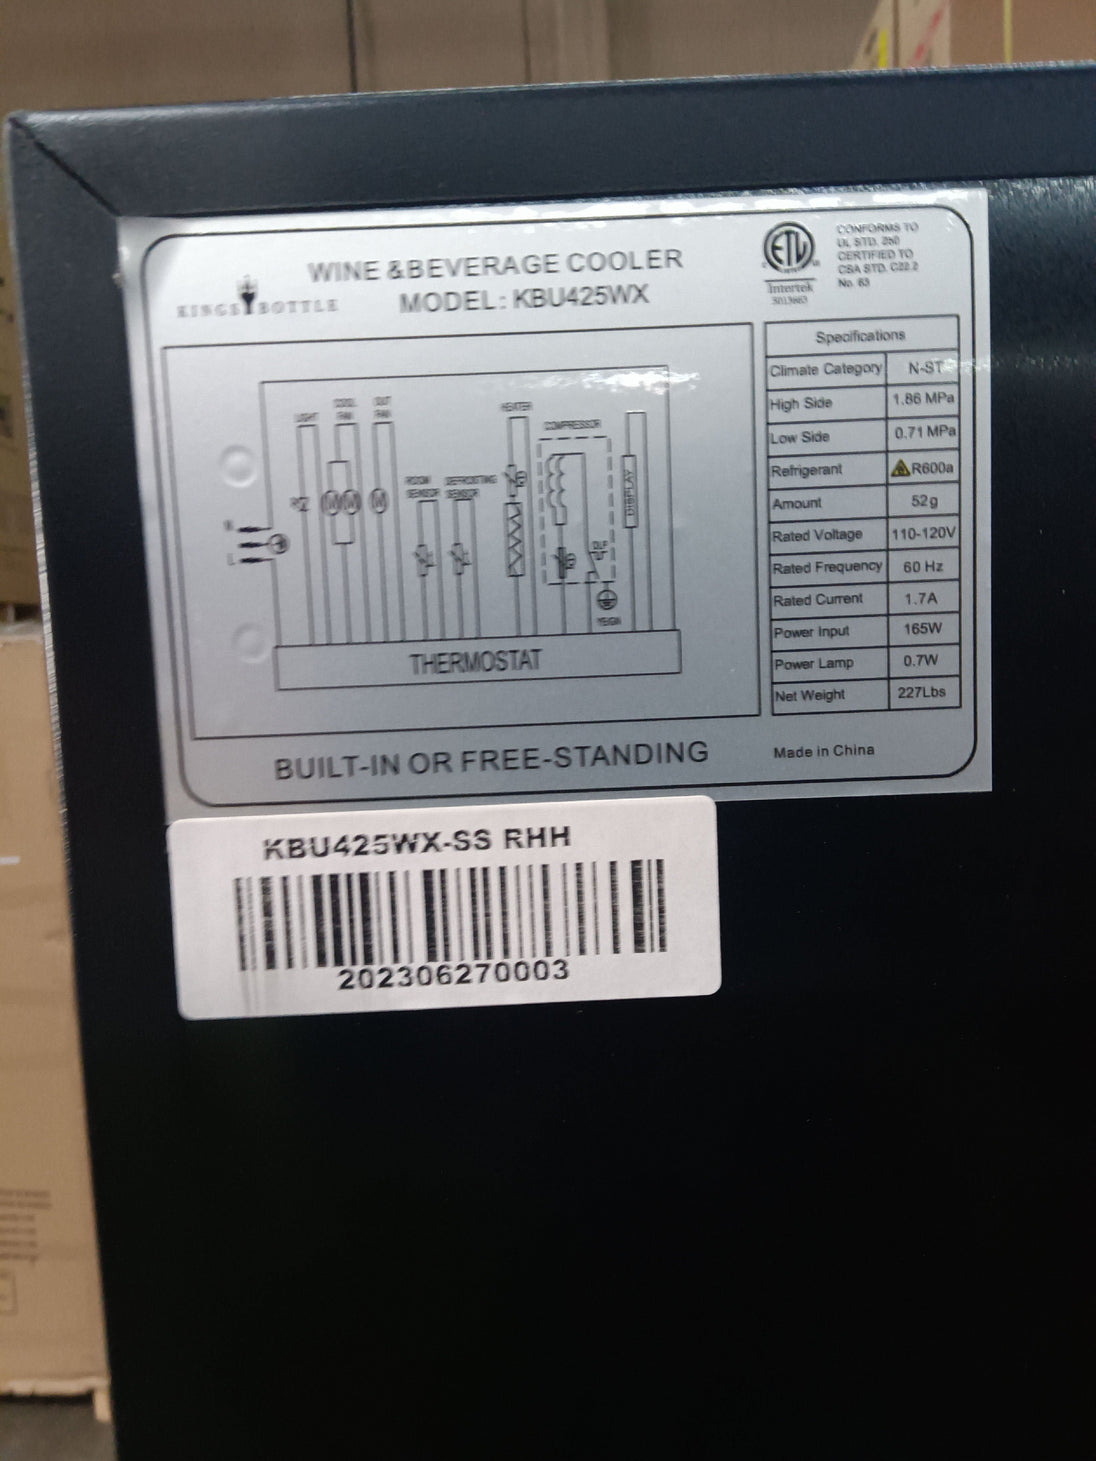 KINGSBOTTLE
WINE &BEVERAGE COOLER
MODEL: KBU425WX
ETL
Intertek
CONFORMS TO
UL STD. 250
CERTIFIED TO
CSA STD. C22.2
No. 63
LIGHT
COOL FAN
OUT FAN
ROOM SENSOR
DEFROSTING SENSOR
HEATER
COMPRESSOR
DISPLAY
OLP
N
L
M M M
THERMOSTAT
Specifications
Climate Category N-ST
High Side 1.86 MPa
Low Side 0.71 MPa
Refrigerant R600a
Amount 52g
Rated Voltage 110-120V
Rated Frequency 60 Hz
Rated Current 1.7A
Power Input 165W
Power Lamp 0.7W
Net Weight 227Lbs
BUILT-IN OR FREE-STANDING
Made in China
KBU425WX-SS RHH
202306270003